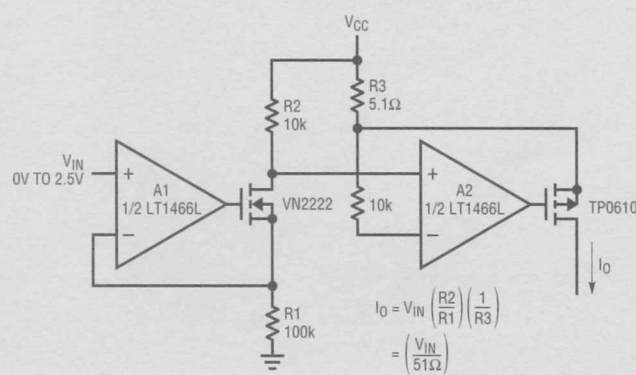 VCC
R3
5.1Ω
R2
10k
VIN
0V TO 2.5V
+
A1
1/2 LT1466L
−
VN2222
10k
+
A2
1/2 LT1466L
−
TP0610
IO
R1
100k
IO = VIN (R2/R1) (1/R3)
= (VIN/51Ω)